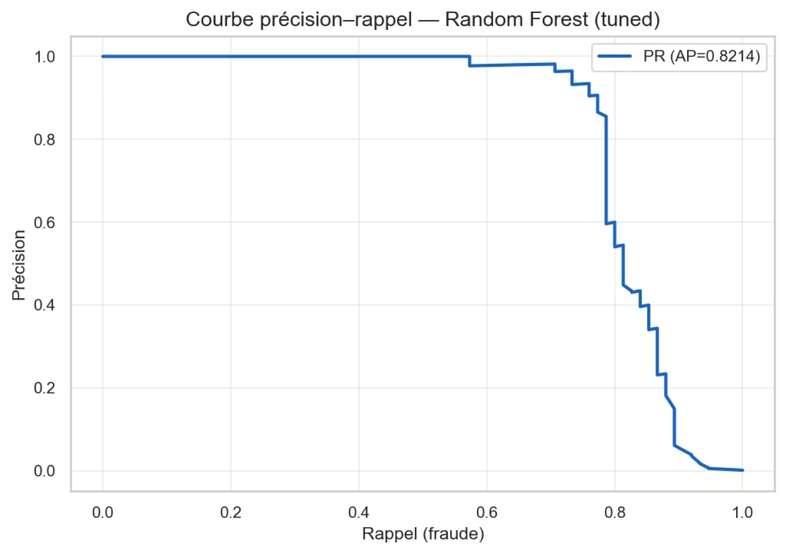 Courbe précision–rappel — Random Forest (tuned)
PR (AP=0.8214)
1.0
0.8
0.6
0.4
0.2
0.0
Précision
0.0 0.2 0.4 0.6 0.8 1.0
Rappel (fraude)